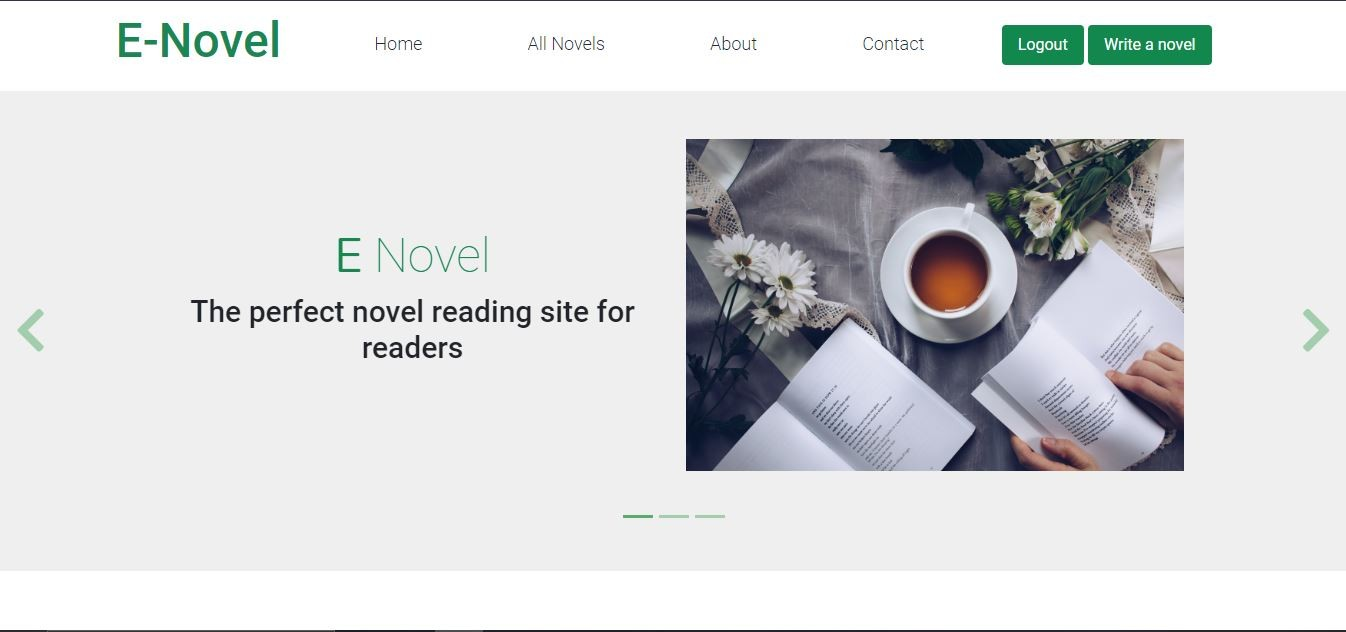 E-Novel
Home
All Novels
About
Contact
Logout
Write a novel
E Novel
The perfect novel reading site for
readers